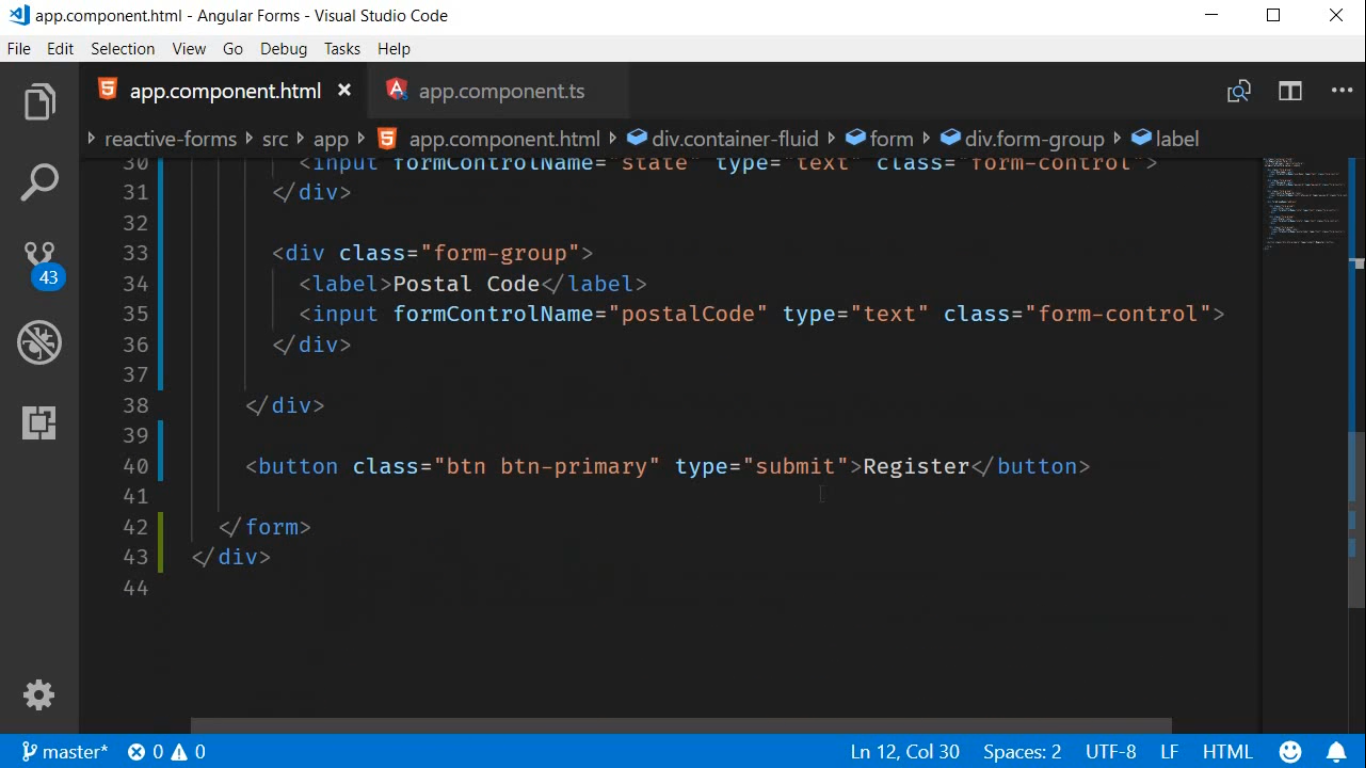 app.component.html - Angular Forms - Visual Studio Code
File Edit Selection View Go Debug Tasks Help
app.component.html app.component.ts
reactive-forms src app app.component.html div.container-fluid form div.form-group label
30 <input formControlName="state" type="text" class="form-control">
31 </div>
32
33 <div class="form-group">
34 <label>Postal Code</label>
35 <input formControlName="postalCode" type="text" class="form-control">
36 </div>
37
38 </div>
39
40 <button class="btn btn-primary" type="submit">Register</button>
41
42 </form>
43 </div>
44
43
master* 0 0 Ln 12, Col 30 Spaces: 2 UTF-8 LF HTML